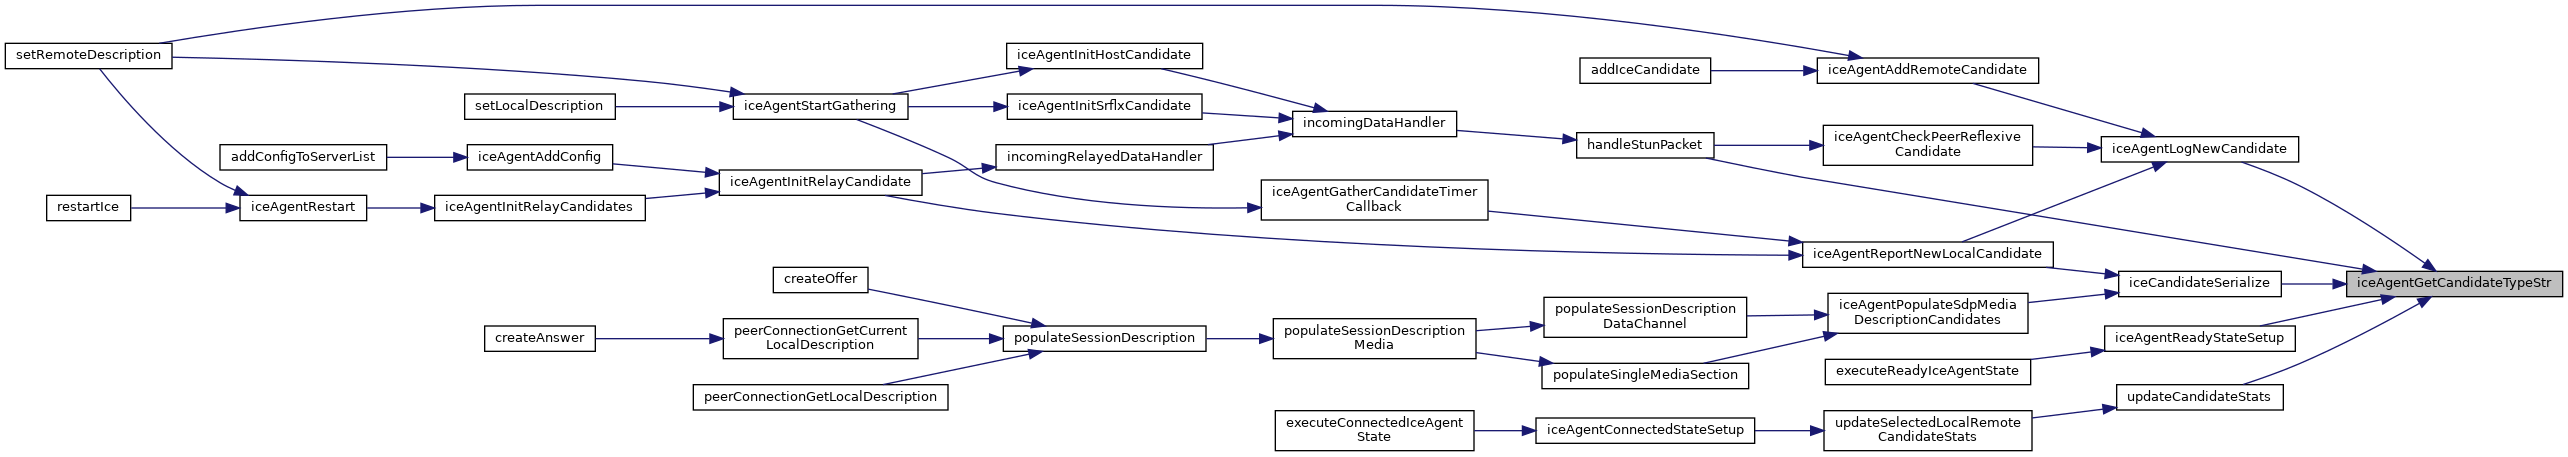 setRemoteDescription
iceAgentInitHostCandidate
addIceCandidate
iceAgentAddRemoteCandidate
setLocalDescription
iceAgentStartGathering
iceAgentInitSrflxCandidate
incomingDataHandler
handleStunPacket
iceAgentCheckPeerReflexive
Candidate
iceAgentLogNewCandidate
addConfigToServerList
iceAgentAddConfig
incomingRelayedDataHandler
iceAgentInitRelayCandidate
iceAgentGatherCandidateTimer
Callback
restartIce
iceAgentRestart
iceAgentInitRelayCandidates
iceAgentReportNewLocalCandidate
createOffer
iceCandidateSerialize
iceAgentGetCandidateTypeStr
populateSessionDescription
DataChannel
iceAgentPopulateSdpMedia
DescriptionCandidates
createAnswer
peerConnectionGetCurrent
LocalDescription
populateSessionDescription
populateSessionDescription
Media
iceAgentReadyStateSetup
populateSingleMediaSection
executeReadyIceAgentState
peerConnectionGetLocalDescription
updateCandidateStats
executeConnectedIceAgent
State
iceAgentConnectedStateSetup
updateSelectedLocalRemote
CandidateStats